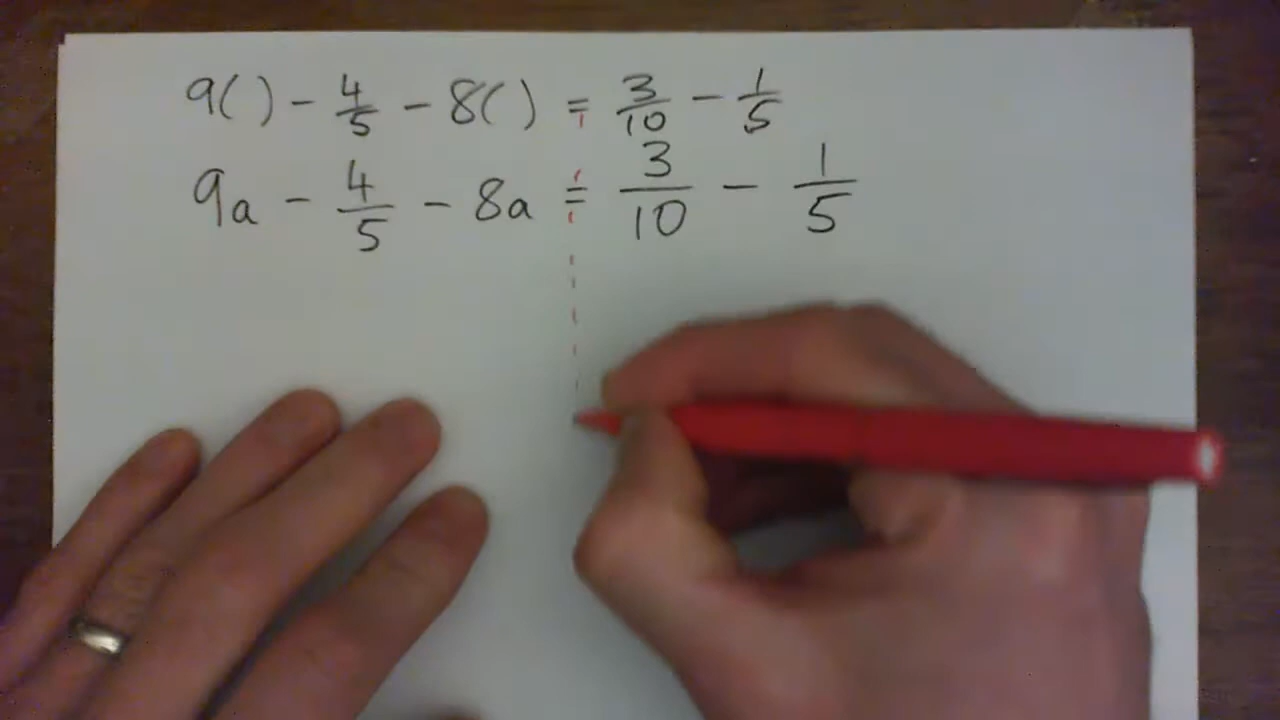 9( ) - 4/5 - 8( ) = 3/10 - 1/5
9a - 4/5 - 8a = 3/10 - 1/5